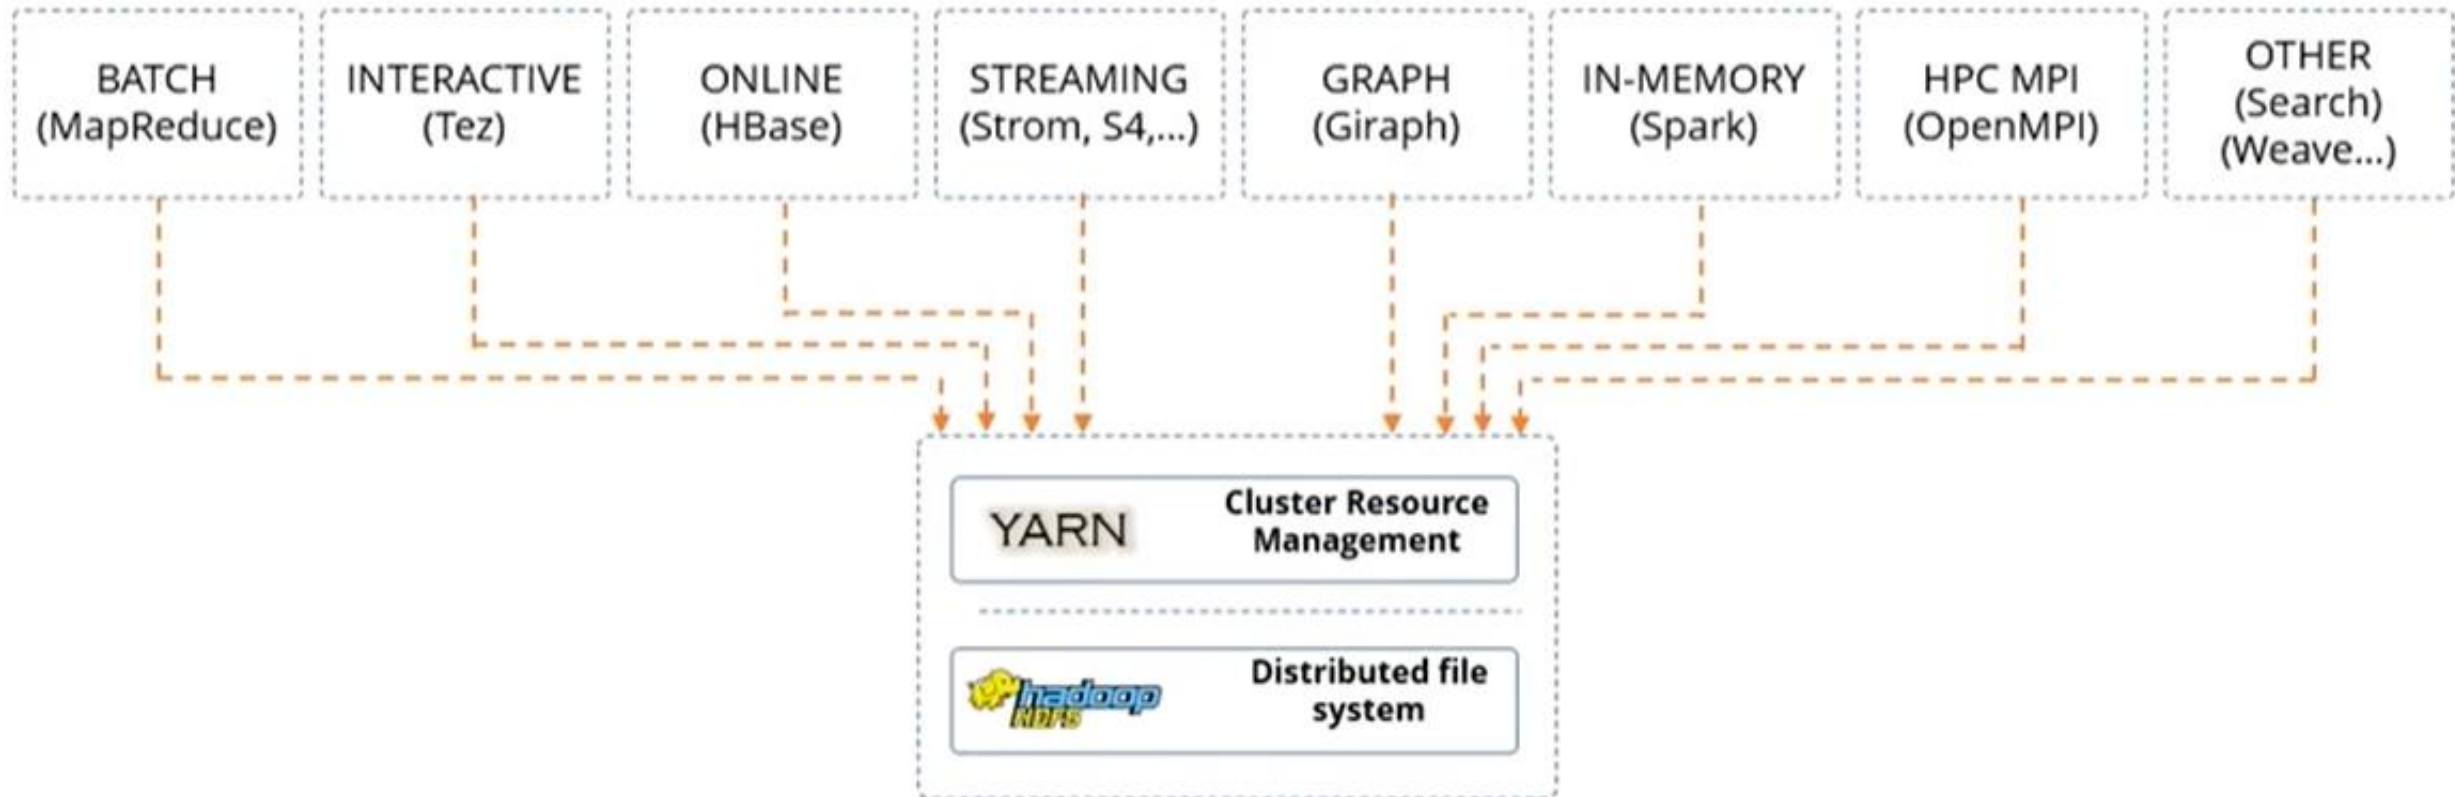 BATCH
(MapReduce)
INTERACTIVE
(Tez)
ONLINE
(HBase)
STREAMING
(Strom, S4,...)
GRAPH
(Giraph)
IN-MEMORY
(Spark)
HPC MPI
(OpenMPI)
OTHER
(Search)
(Weave...)
YARN
Cluster Resource
Management
hadoop
HDFS
Distributed file
system